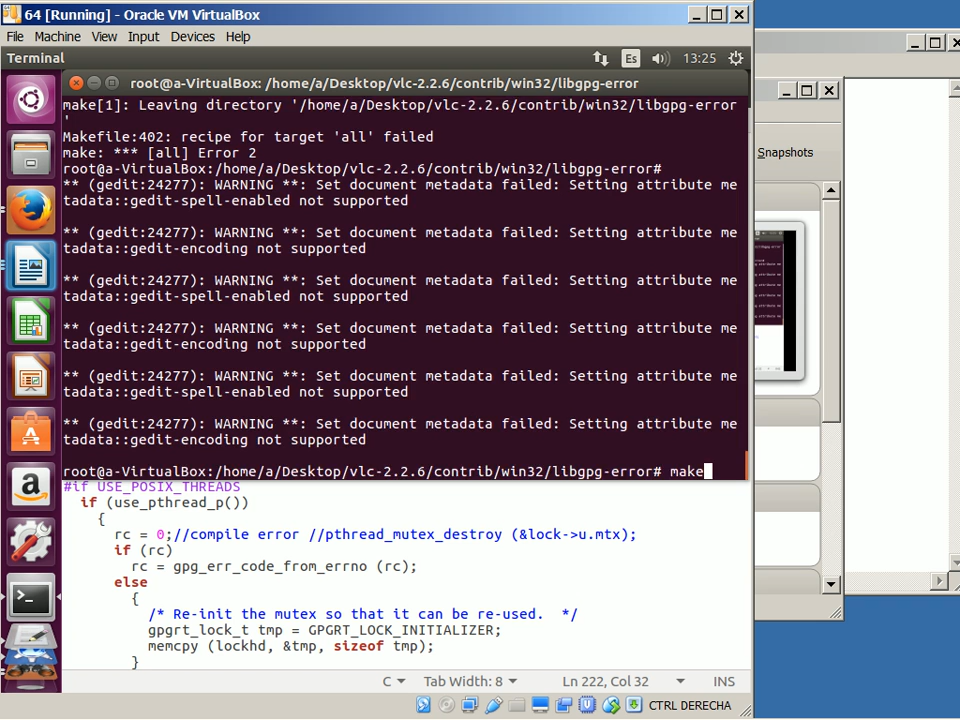 64 [Running] - Oracle VM VirtualBox
File Machine View Input Devices Help
Terminal Es 13:25
root@a-VirtualBox: /home/a/Desktop/vlc-2.2.6/contrib/win32/libgpg-error
make[1]: Leaving directory '/home/a/Desktop/vlc-2.2.6/contrib/win32/libgpg-error
'
Makefile:402: recipe for target 'all' failed
make: *** [all] Error 2
root@a-VirtualBox:/home/a/Desktop/vlc-2.2.6/contrib/win32/libgpg-error#
** (gedit:24277): WARNING **: Set document metadata failed: Setting attribute me
tadata::gedit-spell-enabled not supported
** (gedit:24277): WARNING **: Set document metadata failed: Setting attribute me
tadata::gedit-encoding not supported
** (gedit:24277): WARNING **: Set document metadata failed: Setting attribute me
tadata::gedit-spell-enabled not supported
** (gedit:24277): WARNING **: Set document metadata failed: Setting attribute me
tadata::gedit-encoding not supported
** (gedit:24277): WARNING **: Set document metadata failed: Setting attribute me
tadata::gedit-spell-enabled not supported
** (gedit:24277): WARNING **: Set document metadata failed: Setting attribute me
tadata::gedit-encoding not supported
root@a-VirtualBox:/home/a/Desktop/vlc-2.2.6/contrib/win32/libgpg-error# make
#if USE_POSIX_THREADS
if (use_pthread_p())
{
rc = 0;//compile error //pthread_mutex_destroy (&lock->u.mtx);
if (rc)
rc = gpg_err_code_from_errno (rc);
else
{
/* Re-init the mutex so that it can be re-used. */
gpgrt_lock_t tmp = GPGRT_LOCK_INITIALIZER;
memcpy (lockhd, &tmp, sizeof tmp);
}
C Tab Width: 8 Ln 222, Col 32 INS
CTRL DERECHA
Snapshots